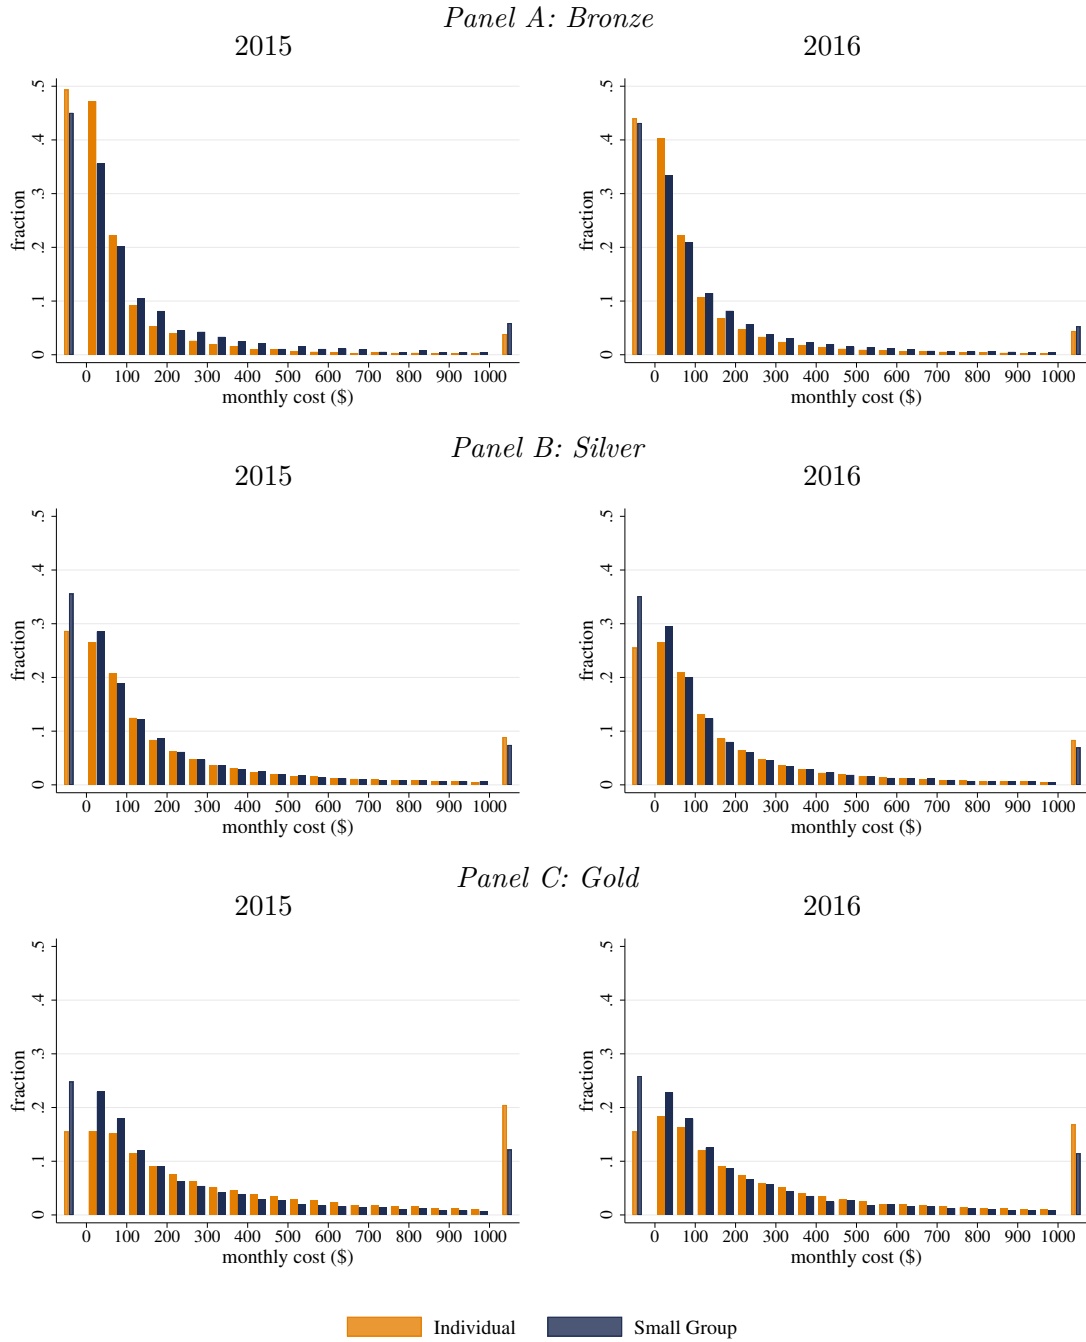 Panel A: Bronze
2015
2016
fraction
0 .1 .2 .3 .4 .5
0 100 200 300 400 500 600 700 800 900 1000
monthly cost ($)
fraction
0 .1 .2 .3 .4 .5
0 100 200 300 400 500 600 700 800 900 1000
monthly cost ($)
Panel B: Silver
2015
2016
fraction
0 .1 .2 .3 .4 .5
0 100 200 300 400 500 600 700 800 900 1000
monthly cost ($)
fraction
0 .1 .2 .3 .4 .5
0 100 200 300 400 500 600 700 800 900 1000
monthly cost ($)
Panel C: Gold
2015
2016
fraction
0 .1 .2 .3 .4 .5
0 100 200 300 400 500 600 700 800 900 1000
monthly cost ($)
fraction
0 .1 .2 .3 .4 .5
0 100 200 300 400 500 600 700 800 900 1000
monthly cost ($)
Individual
Small Group